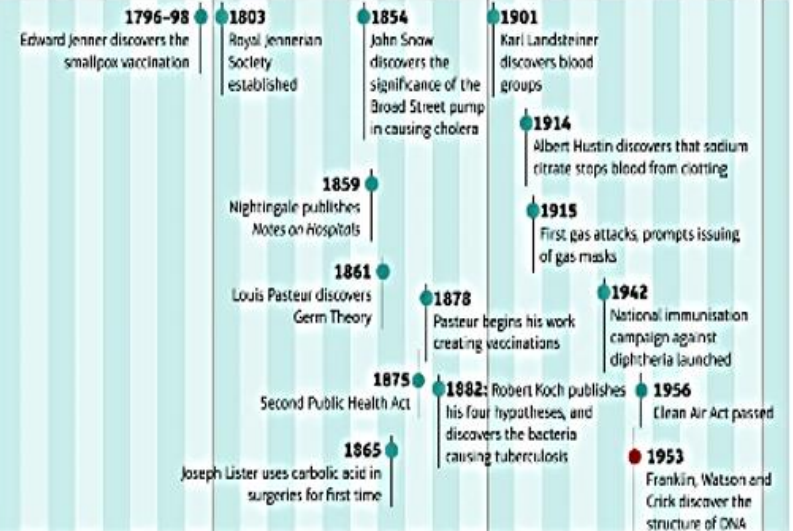 1796–98
Edward Jenner discovers the
smallpox vaccination
1803
Royal Jennerian
Society
established
1854
John Snow
discovers the
significance of the
Broad Street pump
in causing cholera
1901
Karl Landsteiner
discovers blood
groups
1914
Albert Hustin discovers that sodium
citrate stops blood from clotting
1859
Nightingale publishes
Notes on Hospitals
1915
First gas attacks, prompts issuing
of gas masks
1861
Louis Pasteur discovers
Germ Theory
1878
Pasteur begins his work
creating vaccinations
1942
National immunisation
campaign against
diphtheria launched
1875
Second Public Health Act
1882: Robert Koch publishes
his four hypotheses, and
discovers the bacteria
causing tuberculosis
1956
Clean Air Act passed
1865
Joseph Lister uses carbolic acid in
surgeries for first time
1953
Franklin, Watson and
Crick discover the
structure of DNA